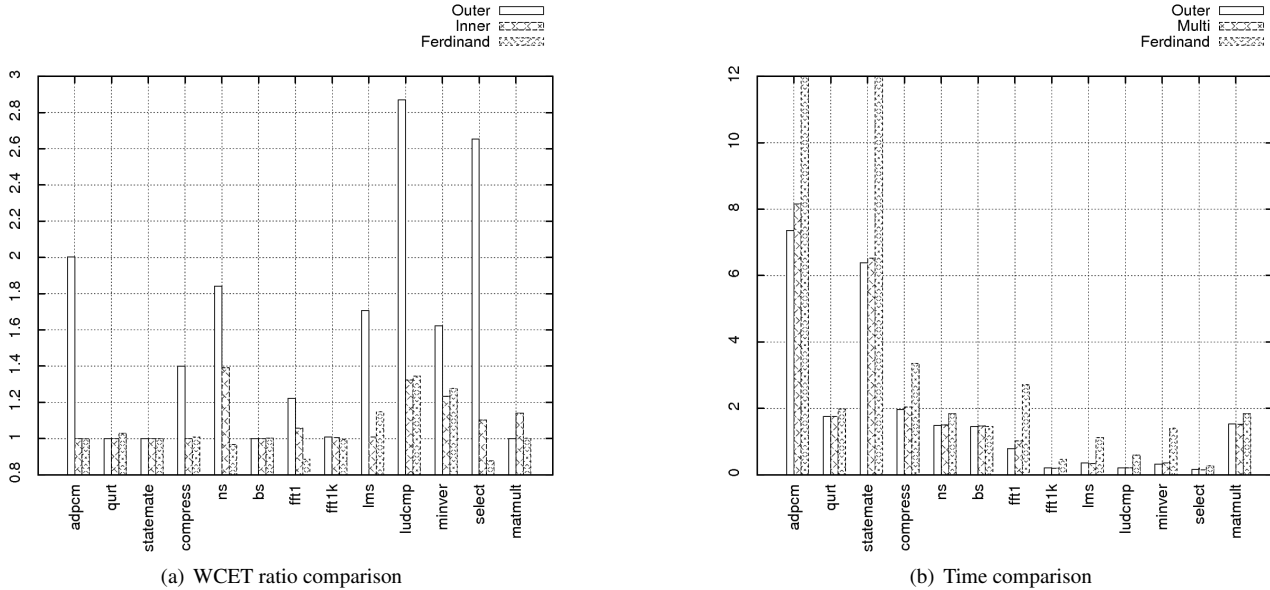 Outer
Inner
Ferdinand
3
2.8
2.6
2.4
2.2
2
1.8
1.6
1.4
1.2
1
0.8
adpcm
qurt
statemate
compress
ns
bs
fft1
fft1k
lms
ludcmp
minver
select
matmult
(a) WCET ratio comparison
Outer
Multi
Ferdinand
12
10
8
6
4
2
0
adpcm
qurt
statemate
compress
ns
bs
fft1
fft1k
lms
ludcmp
minver
select
matmult
(b) Time comparison